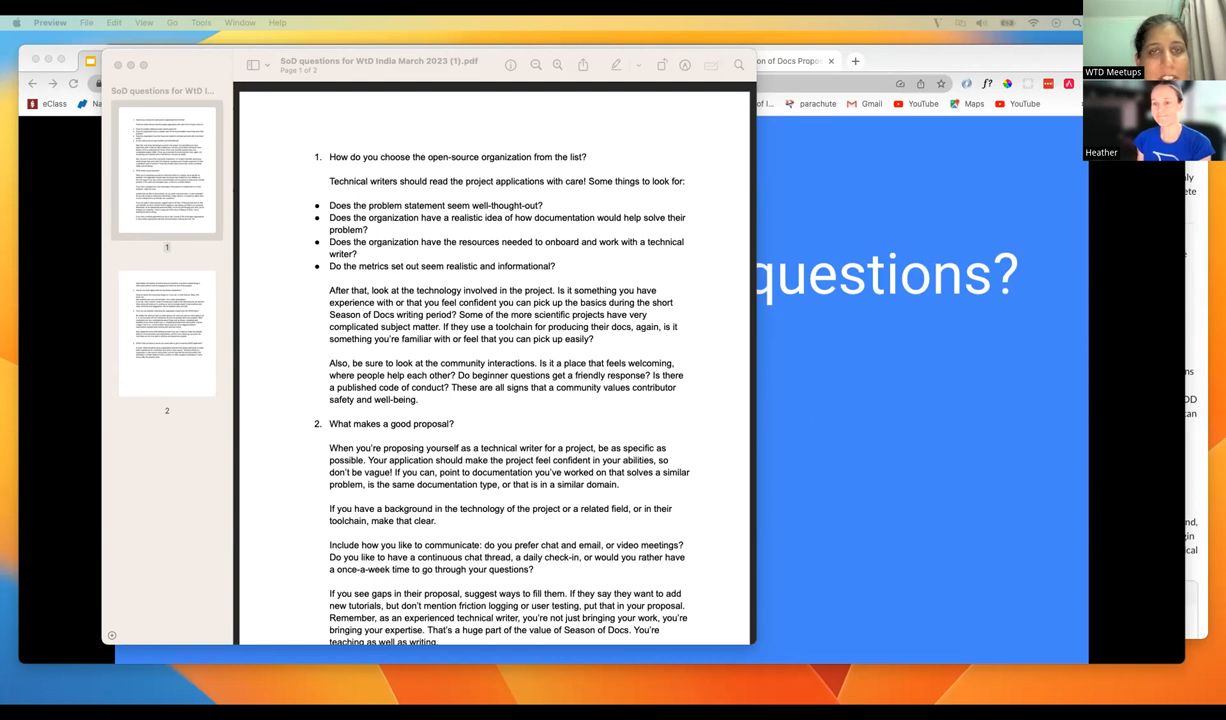 Preview File Edit View Go Tools Window Help
SoD questions for WtD India March 2023 (1).pdf
Page 1 of 2
on of Docs Propo
eClass
Na
of I...
parachute
Gmail
YouTube
Maps
YouTube
SoD questions for WtD I...
1
2
1. How do you choose the open-source organization from the list?
Technical writers should read the project applications with care! Some things to look for:
● Does the problem statement seem well-thought-out?
● Does the organization have a realistic idea of how documentation would help solve their
problem?
● Does the organization have the resources needed to onboard and work with a technical
writer?
● Do the metrics set out seem realistic and informational?
After that, look at the technology involved in the project. Is it something you have
experience with or that you feel confident you can pick up the basics during the short
Season of Docs writing period? Some of the more scientific projects have very
complicated subject matter. If they use a toolchain for producing their docs, again, is it
something you're familiar with or feel that you can pick up easily?
Also, be sure to look at the community interactions. Is it a place that feels welcoming,
where people help each other? Do beginner questions get a friendly response? Is there
a published code of conduct? These are all signs that a community values contributor
safety and well-being.
2. What makes a good proposal?
When you're proposing yourself as a technical writer for a project, be as specific as
possible. Your application should make the project feel confident in your abilities, so
don't be vague! If you can, point to documentation you've worked on that solves a similar
problem, is the same documentation type, or that is in a similar domain.
If you have a background in the technology of the project or a related field, or in their
toolchain, make that clear.
Include how you like to communicate: do you prefer chat and email, or video meetings?
Do you like to have a continuous chat thread, a daily check-in, or would you rather have
a once-a-week time to go through your questions?
If you see gaps in their proposal, suggest ways to fill them. If they say they want to add
new tutorials, but don't mention friction logging or user testing, put that in your proposal.
Remember, as an experienced technical writer, you're not just bringing your work, you're
bringing your expertise. That's a huge part of the value of Season of Docs. You're
teaching as well as writing.
questions?
WTD Meetups
Heather